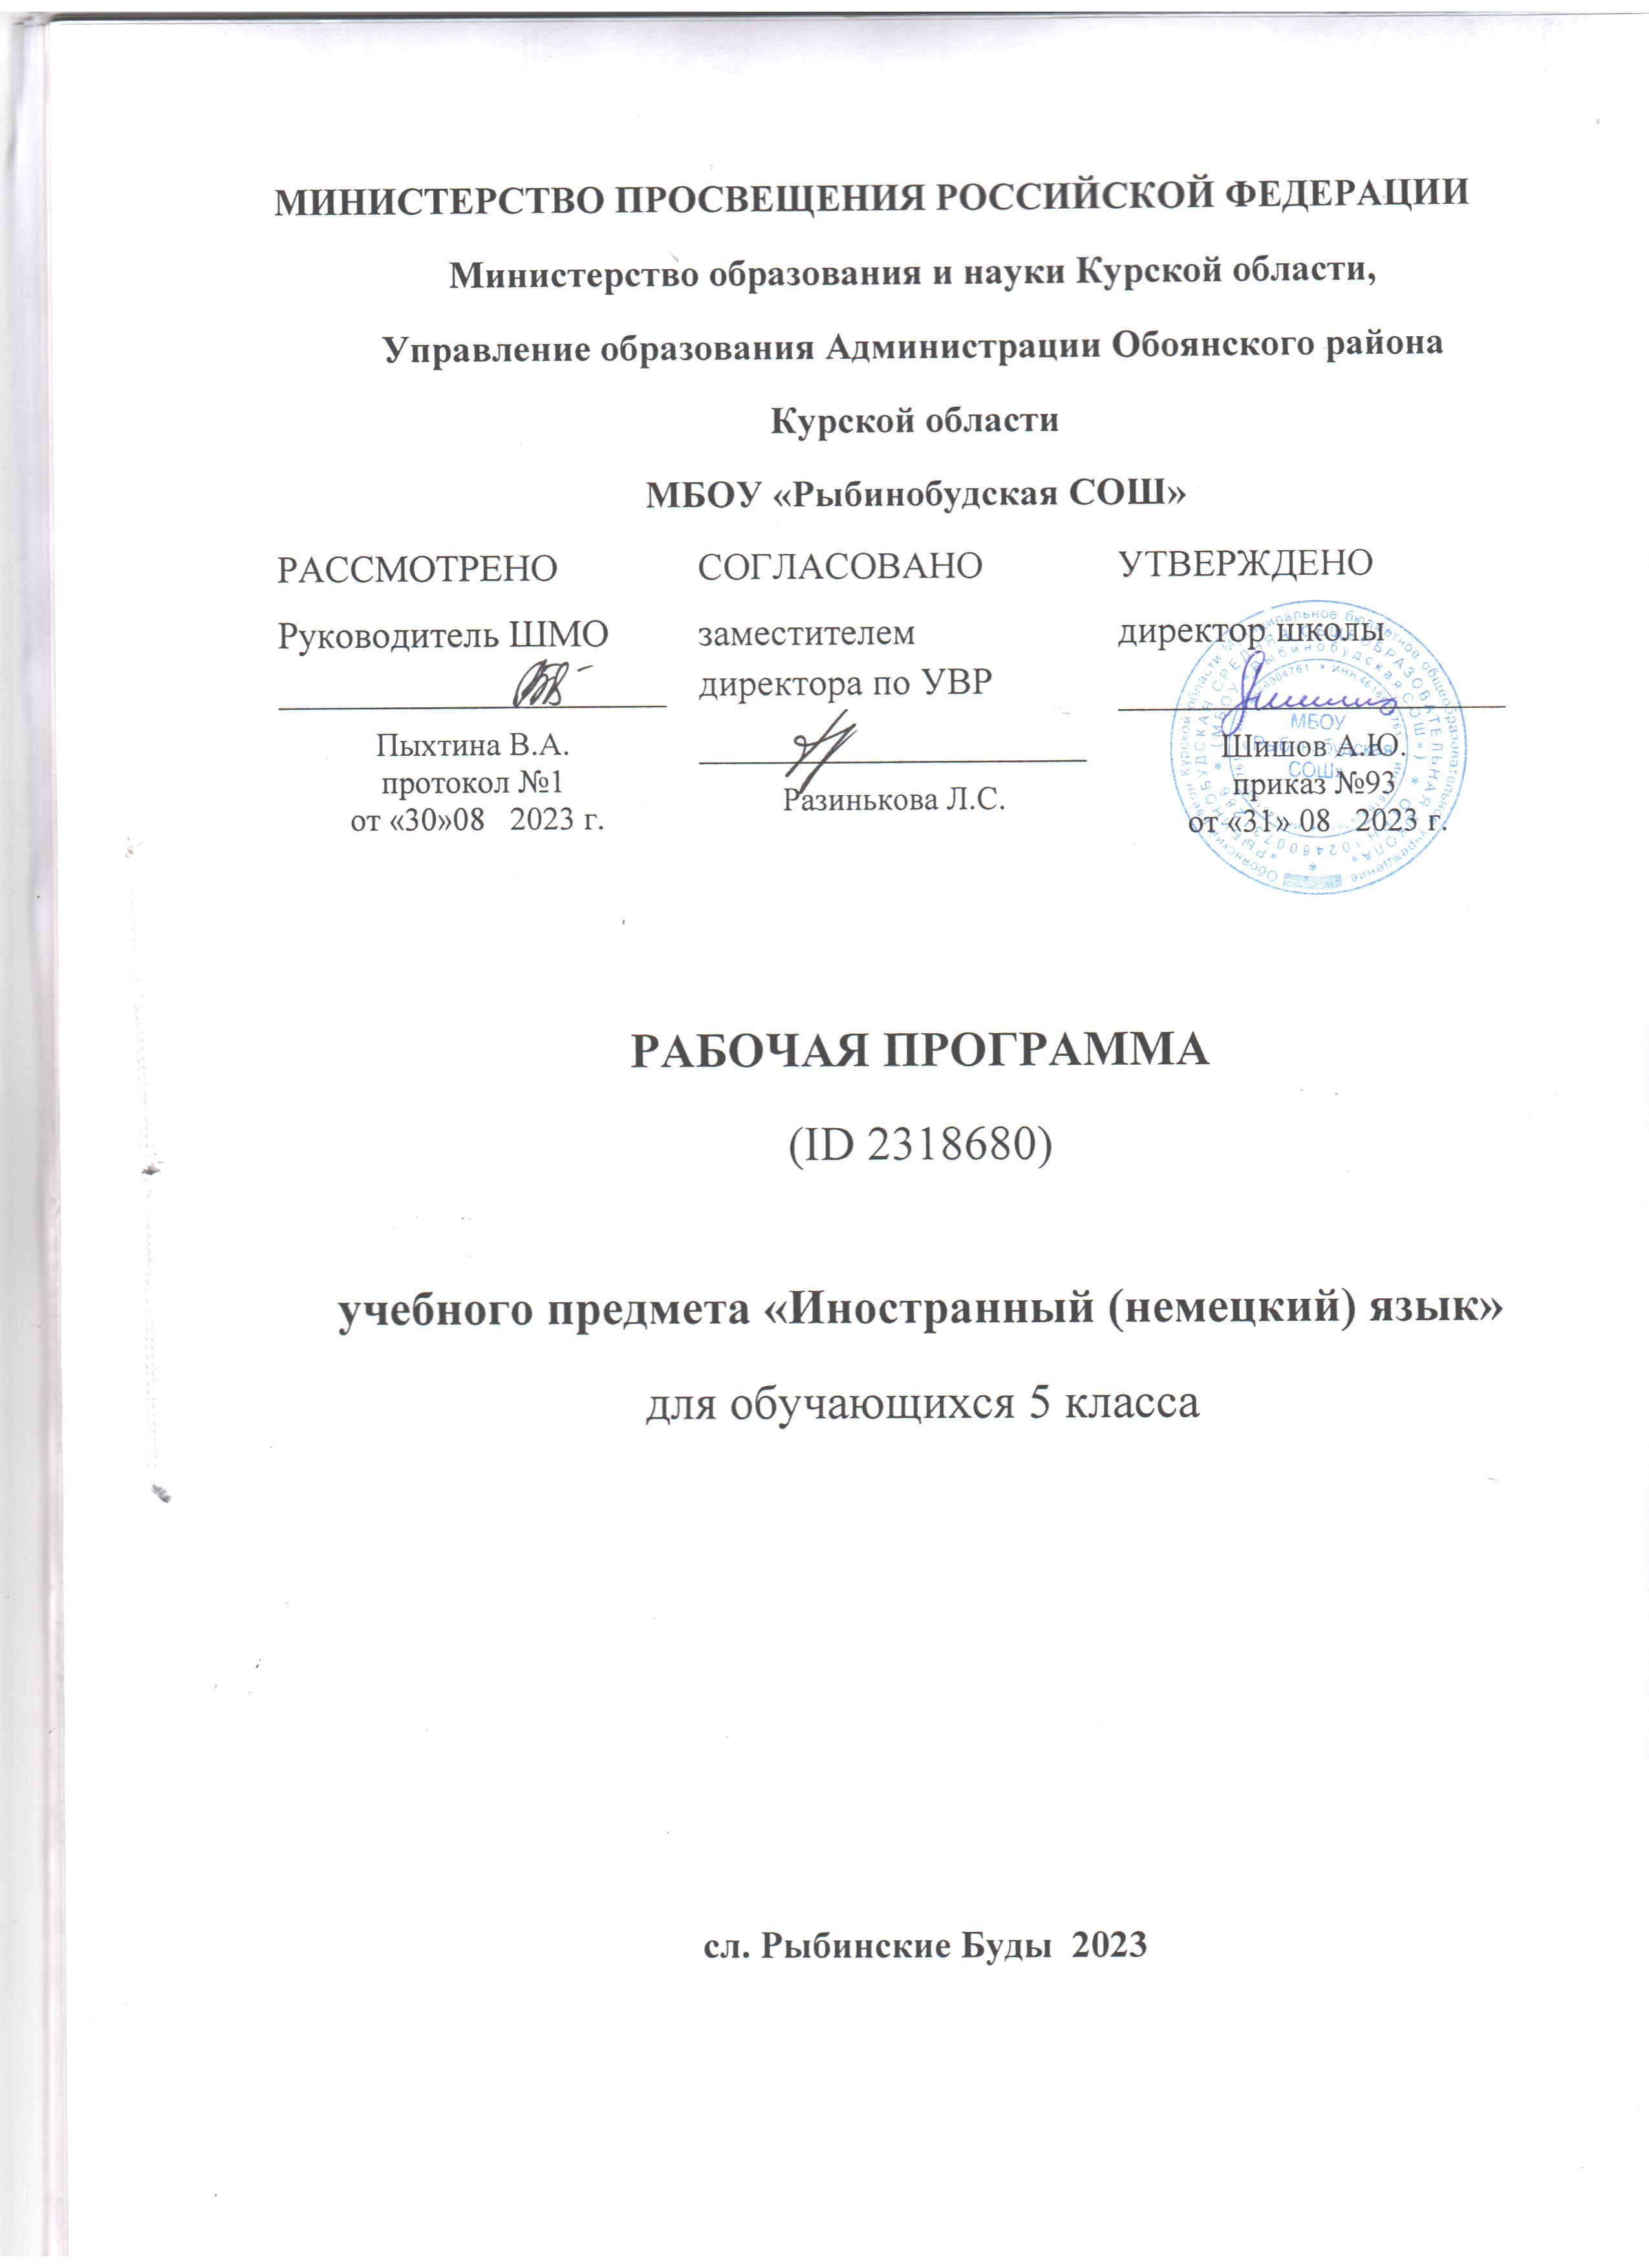 МИНИСТЕРСТВО ПРОСВЕЩЕНИЯ РОССИЙСКОЙ ФЕДЕРАЦИИ
Министерство образования и науки Курской области,
Управление образования Администрации Обоянского района
Курской области
МБОУ «Рыбинобудская СОШ»
РАССМОТРЕНО
Руководитель ШМО
Пыхтина В.А.
протокол №1
от «30»08 2023 г.
СОГЛАСОВАНО
заместителем
директора по УВР
Разинькова Л.С.
УТВЕРЖДЕНО
директор школы
Шишов А.Ю.
приказ №93
от «31» 08 2023 г.
МБОУ
«Рыбинобудская
СОШ»
РАБОЧАЯ ПРОГРАММА
(ID 2318680)
учебного предмета «Иностранный (немецкий) язык»
для обучающихся 5 класса
сл. Рыбинские Буды 2023